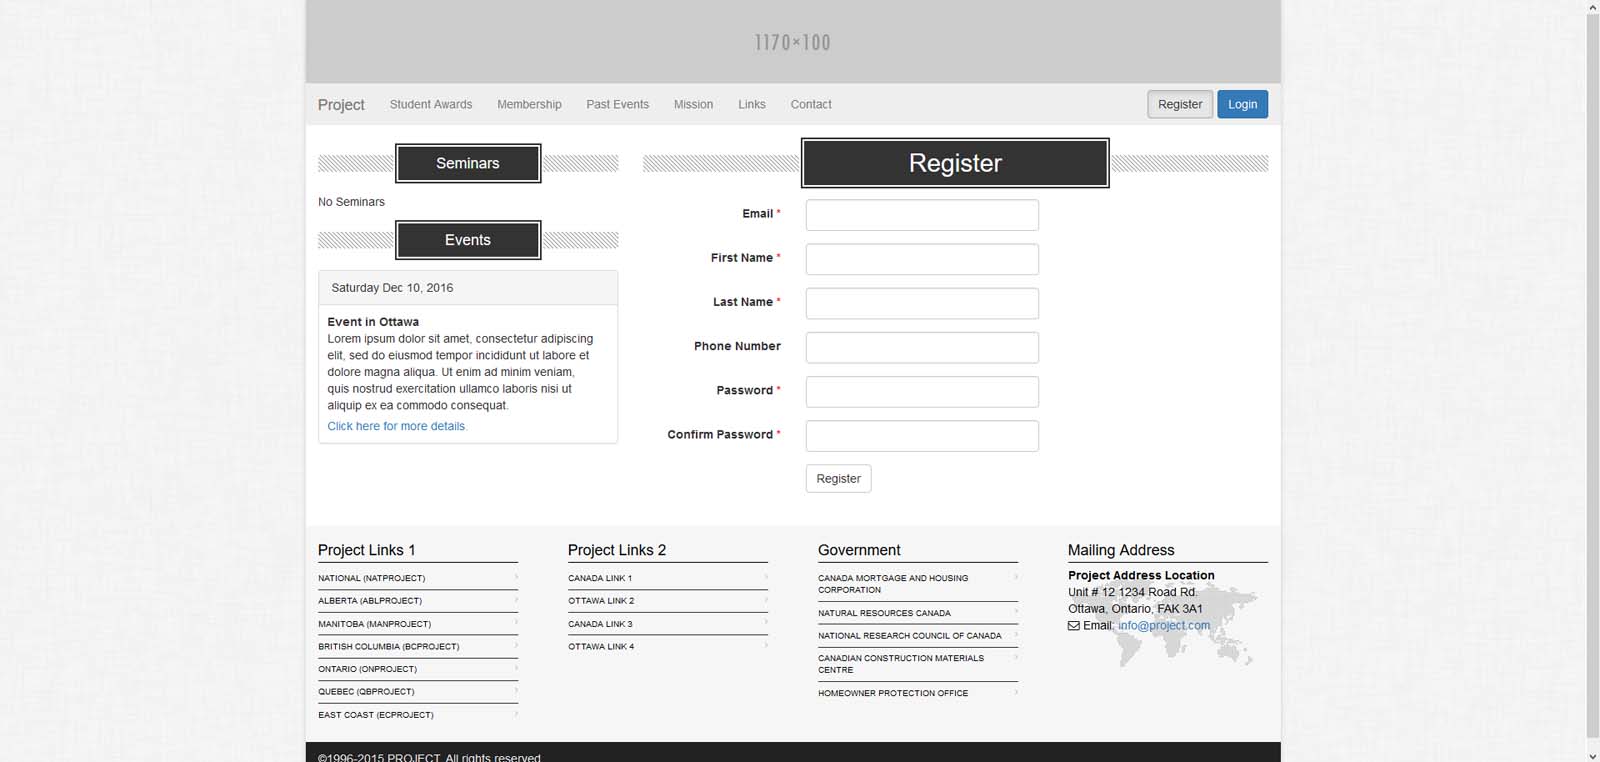 1170×100
Project Student Awards Membership Past Events Mission Links Contact Register Login
Seminars
No Seminars
Events
Saturday Dec 10, 2016
Event in Ottawa
Lorem ipsum dolor sit amet, consectetur adipiscing
elit, sed do eiusmod tempor incididunt ut labore et
dolore magna aliqua. Ut enim ad minim veniam,
quis nostrud exercitation ullamco laboris nisi ut
aliquip ex ea commodo consequat.
Click here for more details.
Register
Email *
First Name *
Last Name *
Phone Number
Password *
Confirm Password *
Register
Project Links 1
NATIONAL (NATPROJECT)
ALBERTA (ABLPROJECT)
MANITOBA (MANPROJECT)
BRITISH COLUMBIA (BCPROJECT)
ONTARIO (ONPROJECT)
QUEBEC (QBPROJECT)
EAST COAST (ECPROJECT)
Project Links 2
CANADA LINK 1
OTTAWA LINK 2
CANADA LINK 3
OTTAWA LINK 4
Government
CANADA MORTGAGE AND HOUSING
CORPORATION
NATURAL RESOURCES CANADA
NATIONAL RESEARCH COUNCIL OF CANADA
CANADIAN CONSTRUCTION MATERIALS
CENTRE
HOMEOWNER PROTECTION OFFICE
Mailing Address
Project Address Location
Unit # 12 1234 Road Rd.
Ottawa, Ontario, FAK 3A1
Email: info@project.com
©1996-2015 PROJECT. All rights reserved.